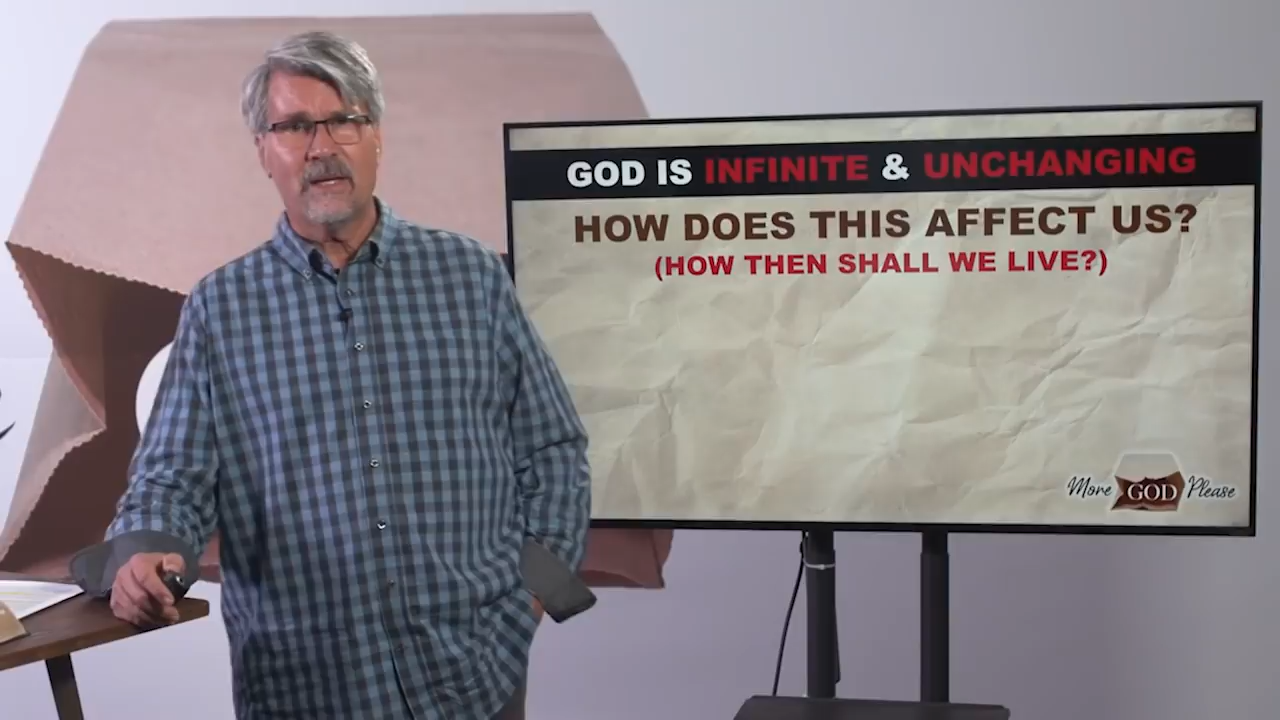 GOD IS INFINITE & UNCHANGING
HOW DOES THIS AFFECT US?
(HOW THEN SHALL WE LIVE?)
More GOD Please